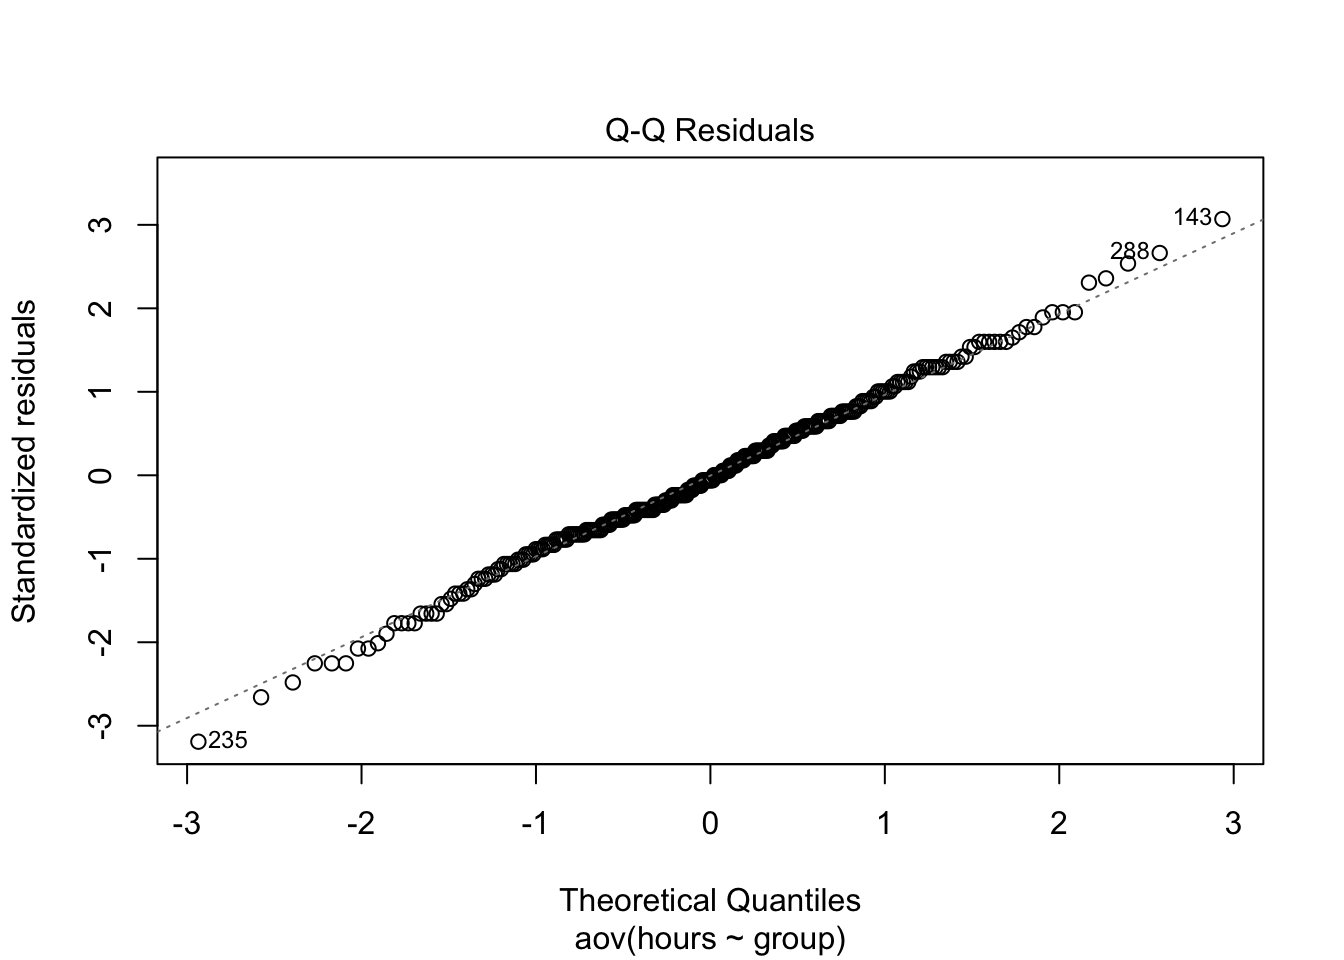 Q-Q Residuals
Standardized residuals
3
2
1
0
-1
-2
-3
143
288
235
-3 -2 -1 0 1 2 3
Theoretical Quantiles
aov(hours ~ group)